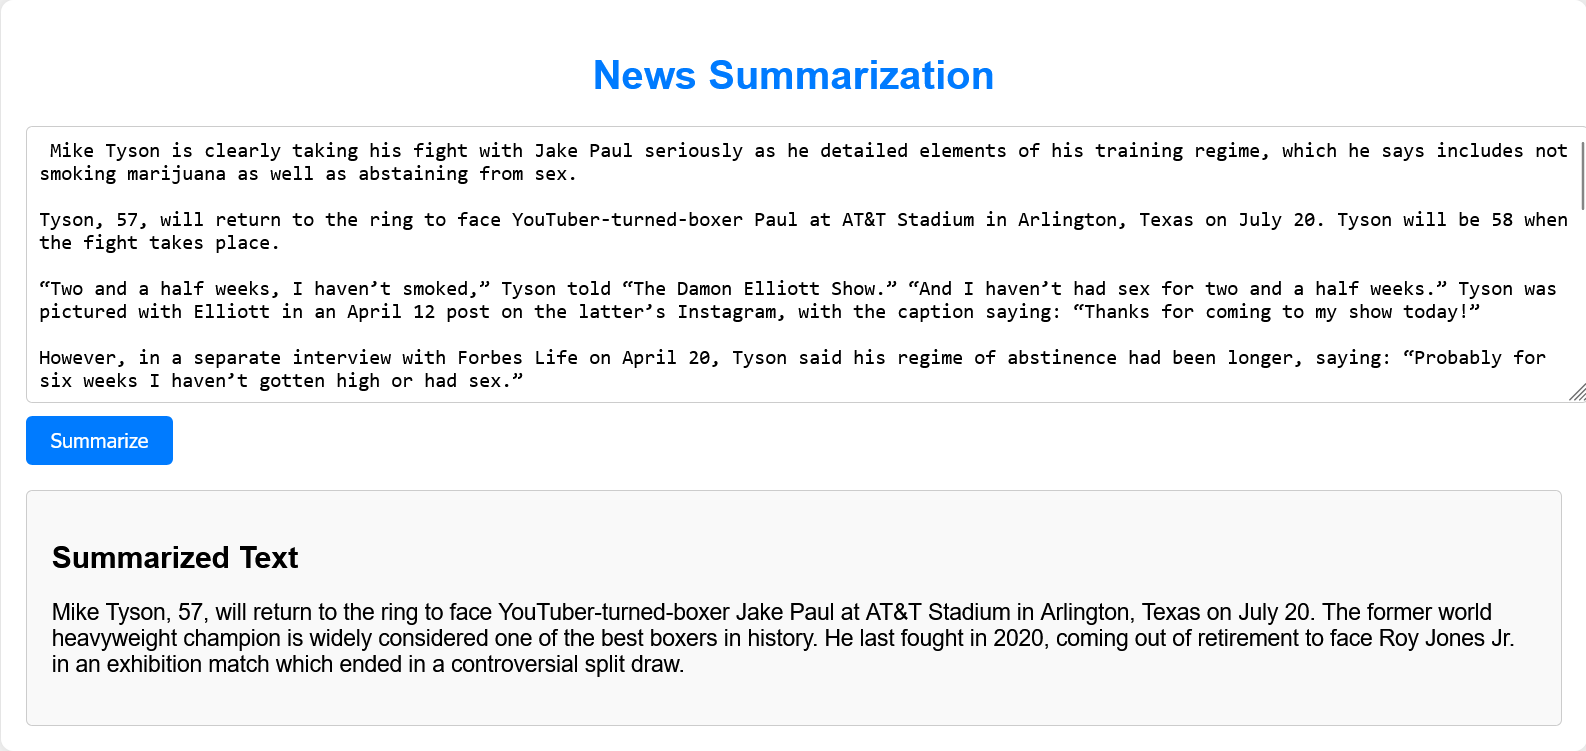 News Summarization
Mike Tyson is clearly taking his fight with Jake Paul seriously as he detailed elements of his training regime, which he says includes not
smoking marijuana as well as abstaining from sex.
Tyson, 57, will return to the ring to face YouTuber-turned-boxer Paul at AT&T Stadium in Arlington, Texas on July 20. Tyson will be 58 when
the fight takes place.
“Two and a half weeks, I haven’t smoked,” Tyson told “The Damon Elliott Show.” “And I haven’t had sex for two and a half weeks.” Tyson was
pictured with Elliott in an April 12 post on the latter’s Instagram, with the caption saying: “Thanks for coming to my show today!”
However, in a separate interview with Forbes Life on April 20, Tyson said his regime of abstinence had been longer, saying: “Probably for
six weeks I haven’t gotten high or had sex.”
Summarize
Summarized Text
Mike Tyson, 57, will return to the ring to face YouTuber-turned-boxer Jake Paul at AT&T Stadium in Arlington, Texas on July 20. The former world
heavyweight champion is widely considered one of the best boxers in history. He last fought in 2020, coming out of retirement to face Roy Jones Jr.
in an exhibition match which ended in a controversial split draw.